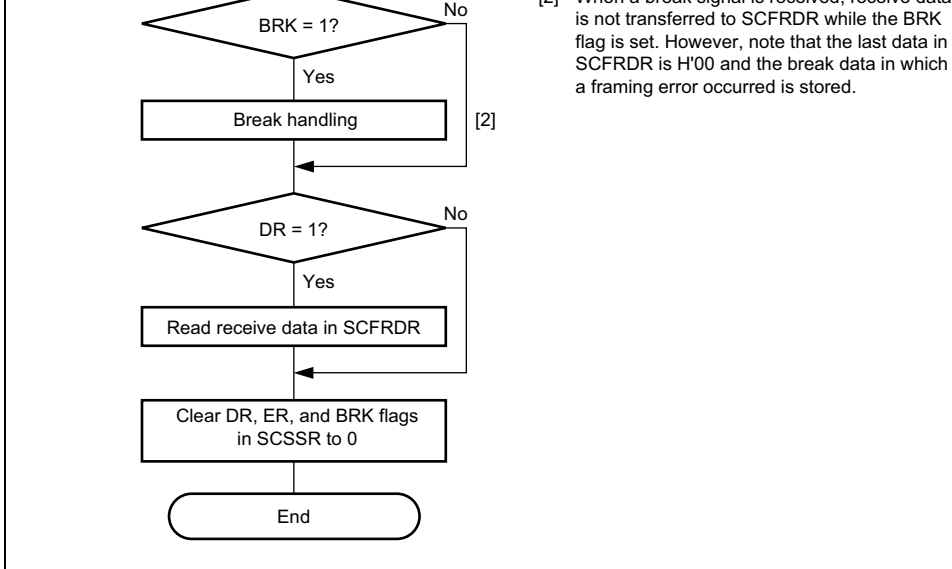 BRK = 1?
No
Yes
Break handling
[2]
DR = 1?
No
Yes
Read receive data in SCFRDR
Clear DR, ER, and BRK flags
in SCSSR to 0
End
[2] When a break signal is received, receive data
is not transferred to SCFRDR while the BRK
flag is set. However, note that the last data in
SCFRDR is H'00 and the break data in which
a framing error occurred is stored.